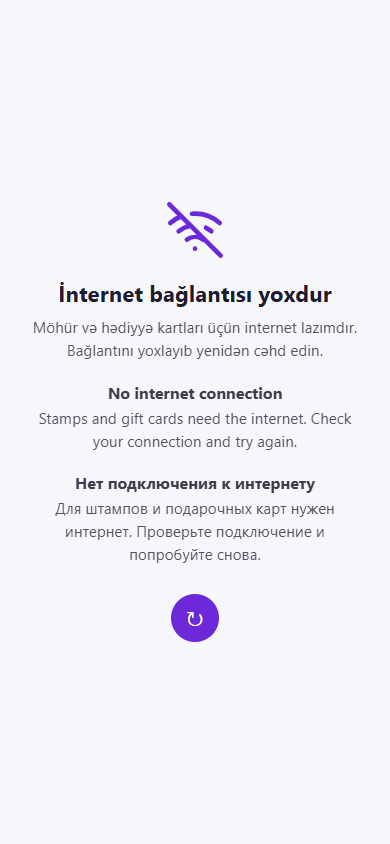 İnternet bağlantısı yoxdur
Möhür və hədiyyə kartları üçün internet lazımdır.
Bağlantını yoxlayıb yenidən cəhd edin.
No internet connection
Stamps and gift cards need the internet. Check
your connection and try again.
Нет подключения к интернету
Для штампов и подарочных карт нужен
интернет. Проверьте подключение и
попробуйте снова.